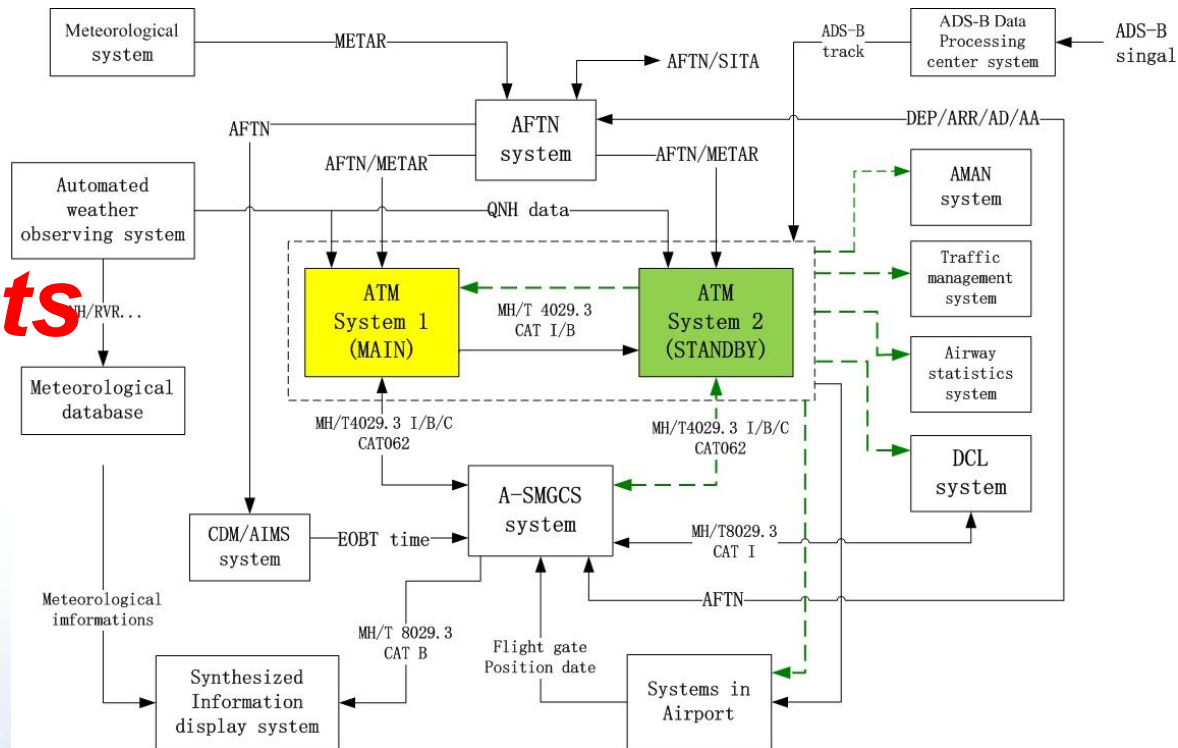 Meteorological
system
METAR
AFTN/SITA
ADS-B
track
ADS-B Data
Processing
center system
ADS-B
singal
AFTN
AFTN
system
DEP/ARR/AD/AA
AFTN/METAR
AFTN/METAR
Automated
weather
observing system
QNH data
AMAN
system
ts
NH/RVR...
ATM
System 1
(MAIN)
MH/T 4029.3
CAT I/B
ATM
System 2
(STANDBY)
Traffic
management
system
Airway
statistics
system
Meteorological
database
MH/T4029.3 I/B/C
CAT062
MH/T4029.3 I/B/C
CAT062
DCL
system
A-SMGCS
system
CDM/AIMS
system
EOBT time
MH/T8029.3
CAT I
AFTN
Meteorological
imformations
MH/T 8029.3
CAT B
Flight gate
Position date
Synthesized
Information
display system
Systems in
Airport